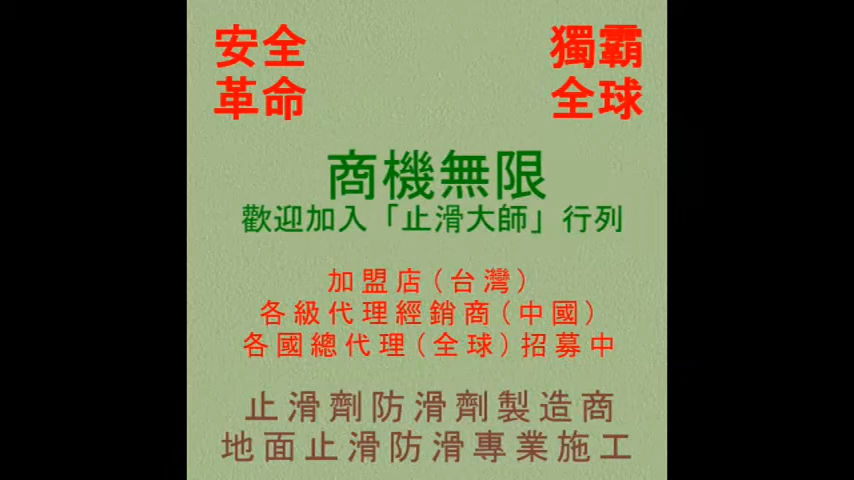 安全 獨霸
革命 全球
商機無限
歡迎加入「止滑大師」行列
加盟店(台灣)
各級代理經銷商(中國)
各國總代理(全球)招募中
止滑劑防滑劑製造商
地面止滑防滑專業施工